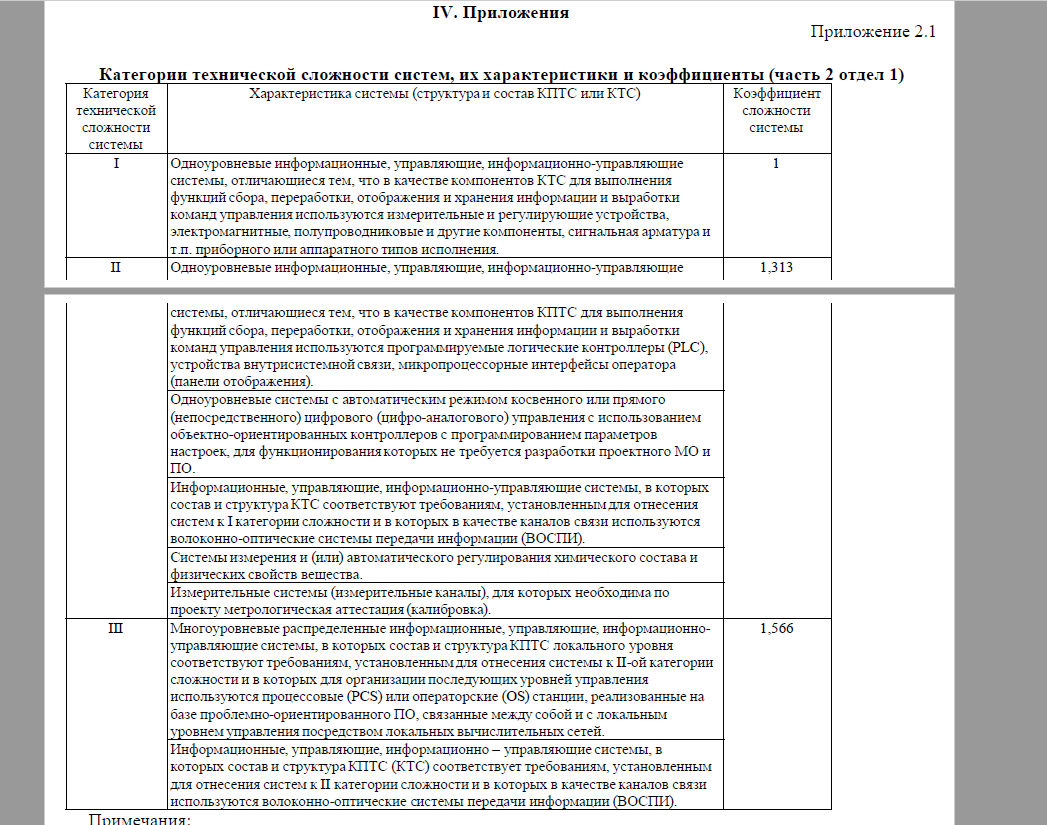 IV. Приложения
Приложение 2.1
Категории технической сложности систем, их характеристики и коэффициенты (часть 2 отдел 1)
Категория
технической
сложности
системы
Характеристика системы (структура и состав КПТС или КТС)
Коэффициент
сложности
системы
I
Одноуровневые информационные, управляющие, информационно-управляющие
системы, отличающиеся тем, что в качестве компонентов КТС для выполнения
функций сбора, переработки, отображения и хранения информации и выработки
команд управления используются измерительные и регулирующие устройства,
электромагнитные, полупроводниковые и другие компоненты, сигнальная арматура и
т.п. приборного или аппаратного типов исполнения.
1
II
Одноуровневые информационные, управляющие, информационно-управляющие
1,313
системы, отличающиеся тем, что в качестве компонентов КПТС для выполнения
функций сбора, переработки, отображения и хранения информации и выработки
команд управления используются программируемые логические контроллеры (PLC),
устройства внутрисистемной связи, микропроцессорные интерфейсы оператора
(панели отображения).
Одноуровневые системы с автоматическим режимом косвенного или прямого
(непосредственного) цифрового (цифро-аналогового) управления с использованием
объектно-ориентированных контроллеров с программированием параметров
настроек, для функционирования которых не требуется разработки проектного МО и
ПО.
Информационные, управляющие, информационно-управляющие системы, в которых
состав и структура КТС соответствуют требованиям, установленным для отнесения
систем к I категории сложности и в которых в качестве каналов связи используются
волоконно-оптические системы передачи информации (ВОСПИ).
Системы измерения и (или) автоматического регулирования химического состава и
физических свойств вещества.
Измерительные системы (измерительные каналы), для которых необходима по
проекту метрологическая аттестация (калибровка).
III
Многоуровневые распределенные информационные, управляющие, информационно-
управляющие системы, в которых состав и структура КПТС локального уровня
соответствуют требованиям, установленным для отнесения системы к II-ой категории
сложности и в которых для организации последующих уровней управления
используются процессовые (PCS) или операторские (OS) станции, реализованные на
базе проблемно-ориентированного ПО, связанные между собой и с локальным
уровнем управления посредством локальных вычислительных сетей.
1,566
Информационные, управляющие, информационно – управляющие системы, в
которых состав и структура КПТС (КТС) соответствует требованиям, установленным
для отнесения систем к II категории сложности и в которых в качестве каналов связи
используются волоконно-оптические системы передачи информации (ВОСПИ).
Примечания: